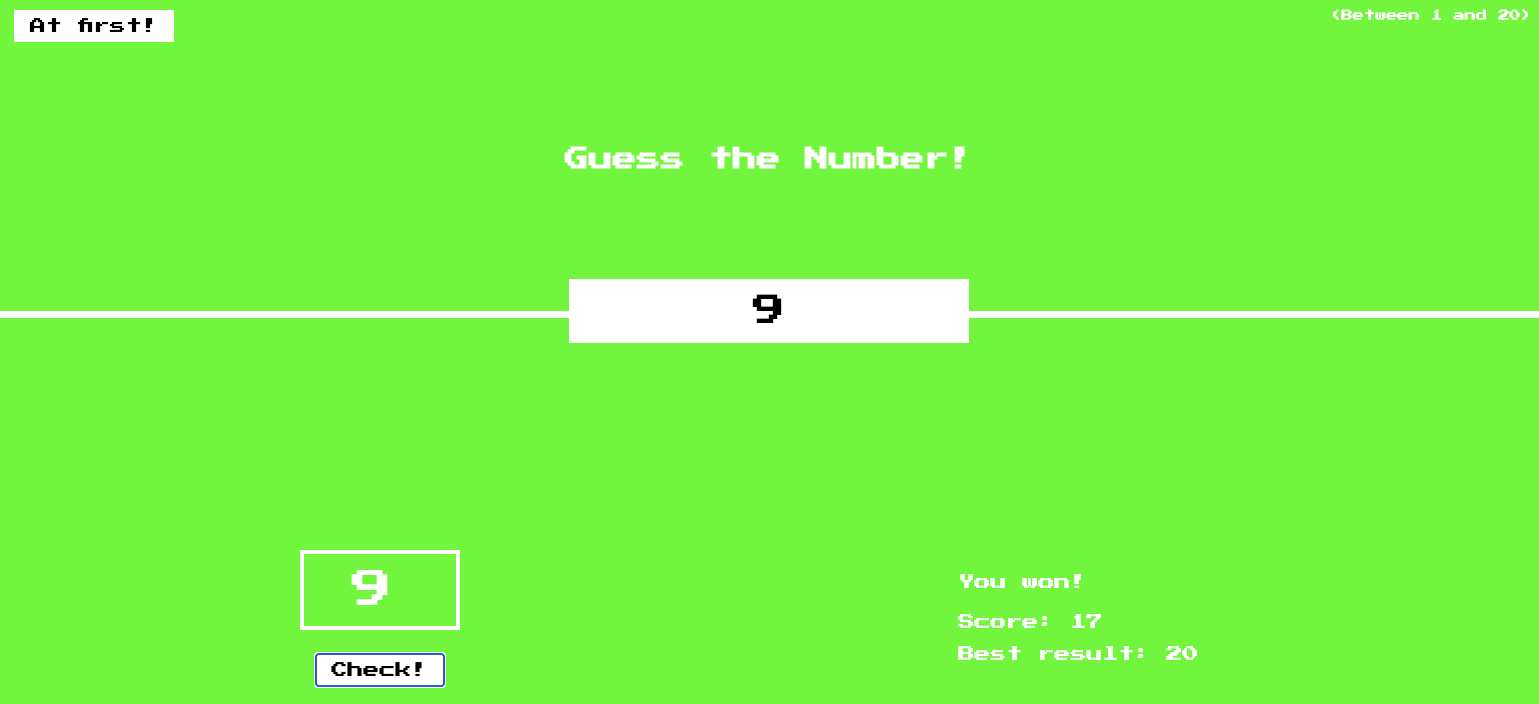 At first!
(Between 1 and 20)
Guess the Number!
9
9
Check!
You won!
Score: 17
Best result: 20